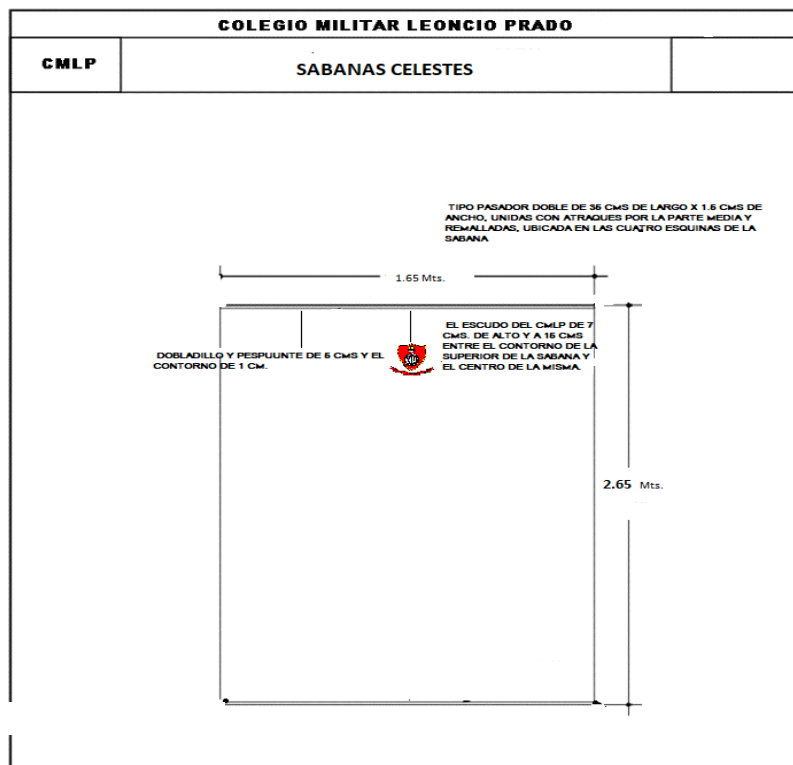 COLEGIO MILITAR LEONCIO PRADO
CMLP
SABANAS CELESTES
TIPO PASADOR DOBLE DE 35 CMS DE LARGO X 1.5 CMS DE
ANCHO, UNIDAS CON ATRAQUES POR LA PARTE MEDIA Y
REMALLADAS, UBICADA EN LAS CUATRO ESQUINAS DE LA
SABANA
1.65 Mts.
EL ESCUDO DEL CMLP DE 7
CMS. DE ALTO Y A 15 CMS
ENTRE EL CONTORNO DE LA
SUPERIOR DE LA SABANA Y
EL CENTRO DE LA MISMA.
DOBLADILLO Y PESPUUNTE DE 5 CMS Y EL
CONTORNO DE 1 CM.
2.65 Mts.